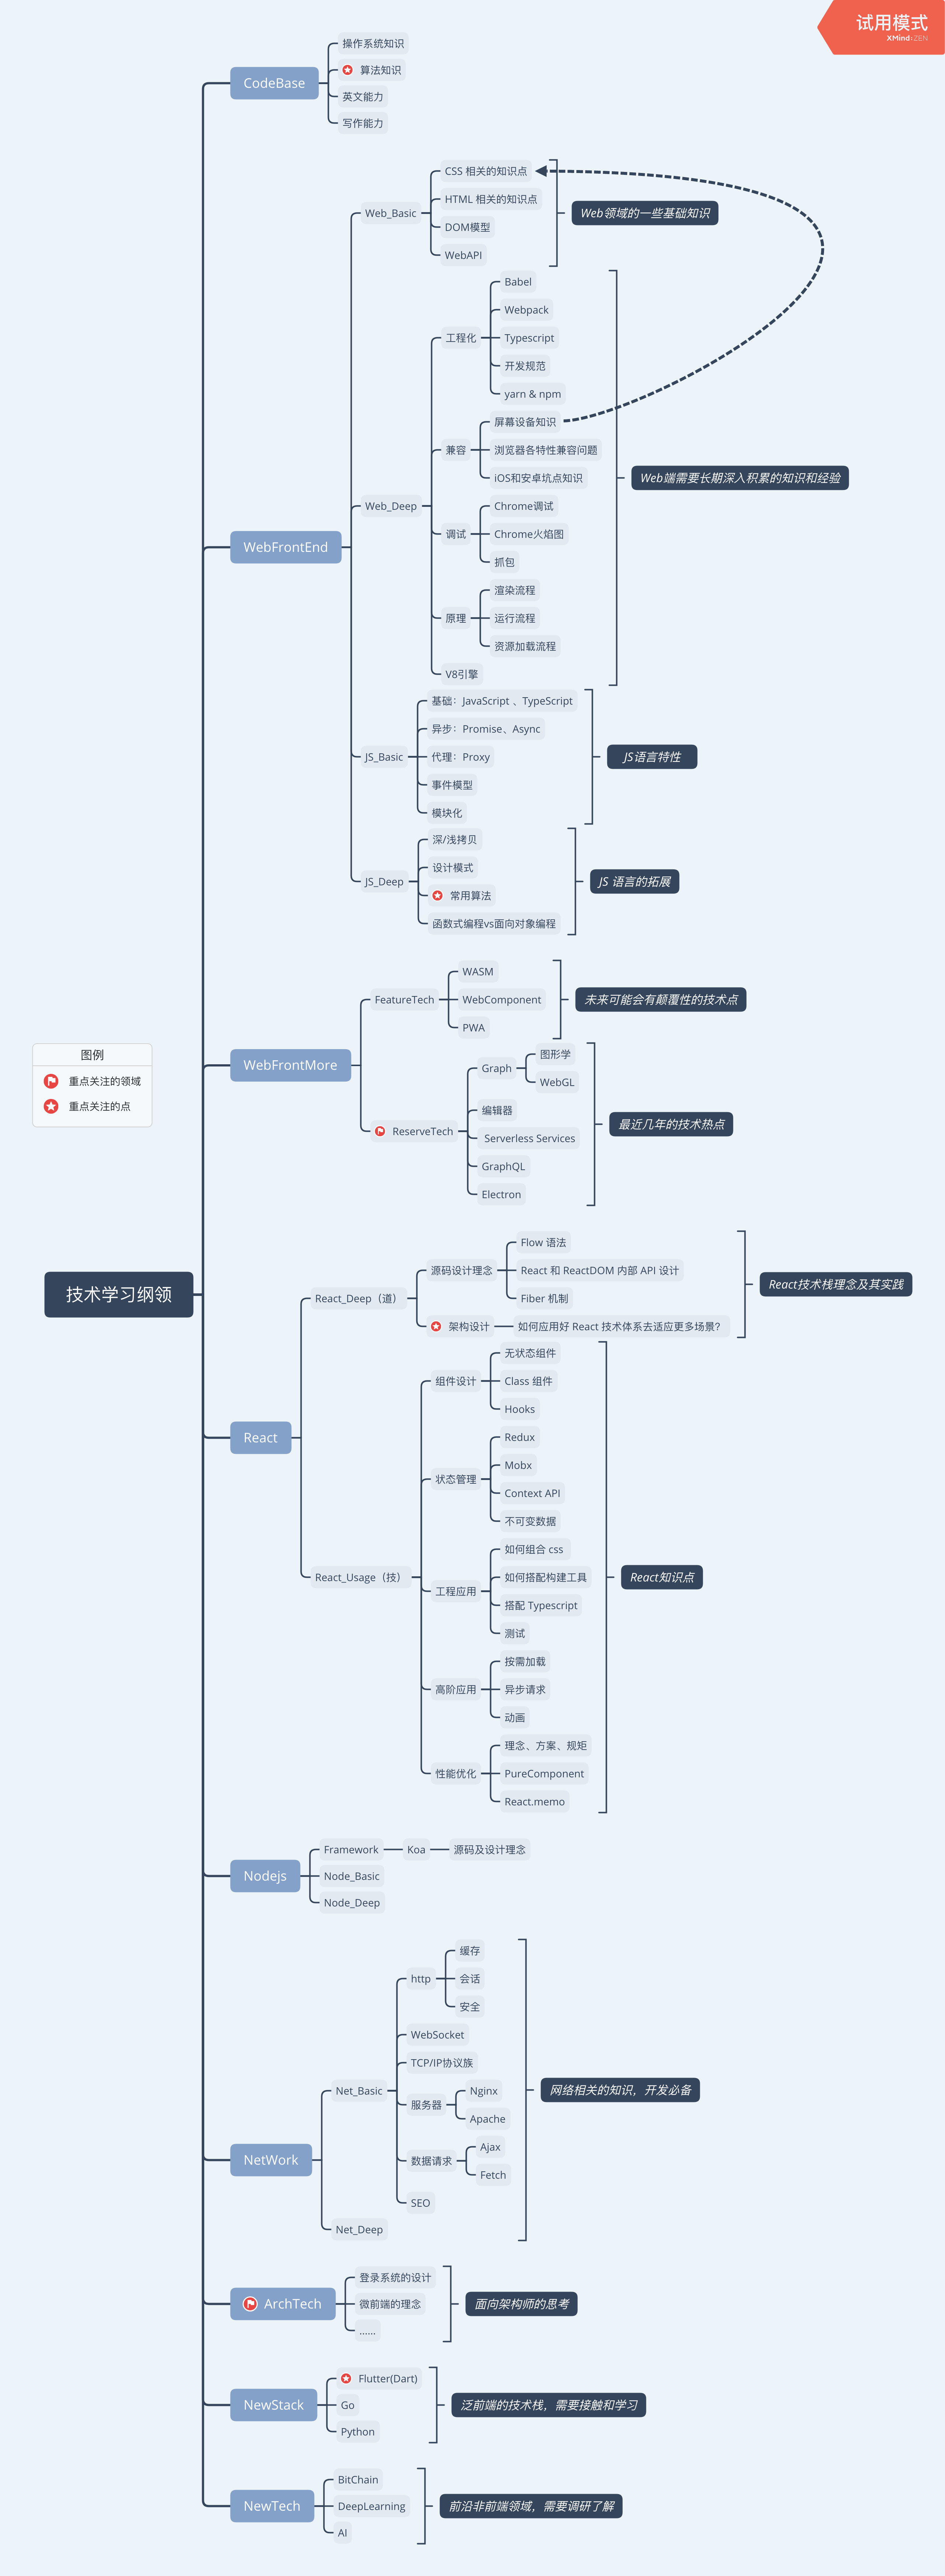 试用模式
XMind:ZEN
技术学习纲领
图例
重点关注的领域
重点关注的点
CodeBase
操作系统知识
算法知识
英文能力
写作能力
WebFrontEnd
Web_Basic
CSS 相关的知识点
HTML 相关的知识点
DOM模型
WebAPI
Web领域的一些基础知识
Web_Deep
工程化
Babel
Webpack
Typescript
开发规范
yarn & npm
兼容
屏幕设备知识
浏览器各特性兼容问题
iOS和安卓坑点知识
调试
Chrome调试
Chrome火焰图
抓包
原理
渲染流程
运行流程
资源加载流程
V8引擎
Web端需要长期深入积累的知识和经验
JS_Basic
基础：JavaScript 、TypeScript
异步：Promise、Async
代理：Proxy
事件模型
模块化
JS语言特性
JS_Deep
深/浅拷贝
设计模式
常用算法
函数式编程vs面向对象编程
JS 语言的拓展
WebFrontMore
FeatureTech
WASM
WebComponent
PWA
未来可能会有颠覆性的技术点
ReserveTech
Graph
图形学
WebGL
编辑器
Serverless Services
GraphQL
Electron
最近几年的技术热点
React
React_Deep（道）
源码设计理念
Flow 语法
React 和 ReactDOM 内部 API 设计
Fiber 机制
架构设计
如何应用好 React 技术体系去适应更多场景？
React技术栈理念及其实践
React_Usage（技）
组件设计
无状态组件
Class 组件
Hooks
状态管理
Redux
Mobx
Context API
不可变数据
工程应用
如何组合 css
如何搭配构建工具
搭配 Typescript
测试
高阶应用
按需加载
异步请求
动画
性能优化
理念、方案、规矩
PureComponent
React.memo
React知识点
Nodejs
Framework
Koa
源码及设计理念
Node_Basic
Node_Deep
NetWork
Net_Basic
http
缓存
会话
安全
WebSocket
TCP/IP协议族
服务器
Nginx
Apache
数据请求
Ajax
Fetch
SEO
Net_Deep
网络相关的知识，开发必备
ArchTech
登录系统的设计
微前端的理念
......
面向架构师的思考
NewStack
Flutter(Dart)
Go
Python
泛前端的技术栈，需要接触和学习
NewTech
BitChain
DeepLearning
AI
前沿非前端领域，需要调研了解